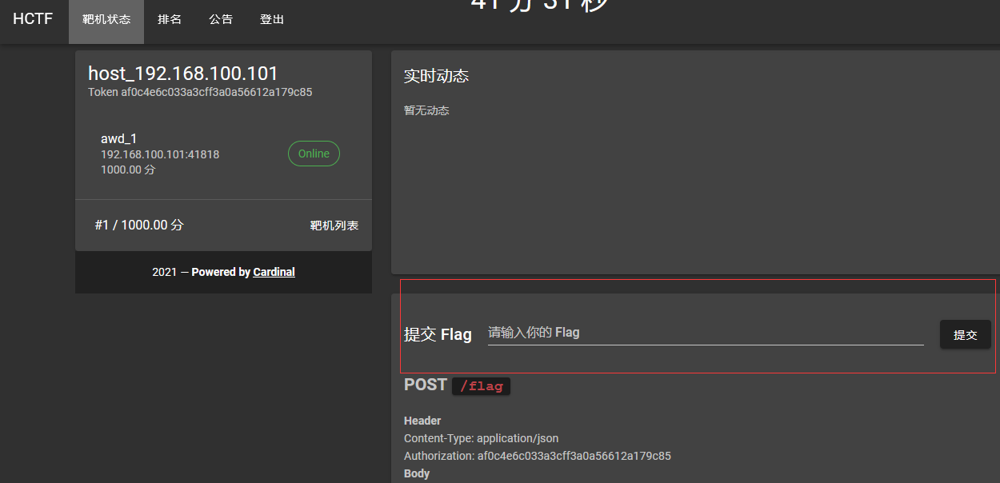 HCTF 靶机状态 排名 公告 登出
41 分 31 秒
host_192.168.100.101
Token af0c4e6c033a3cff3a0a56612a179c85
awd_1
192.168.100.101:41818
1000.00 分
Online
#1 / 1000.00 分
靶机列表
2021 — Powered by Cardinal
实时动态
暂无动态
提交 Flag
请输入你的 Flag
提交
POST /flag
Header
Content-Type: application/json
Authorization: af0c4e6c033a3cff3a0a56612a179c85
Body